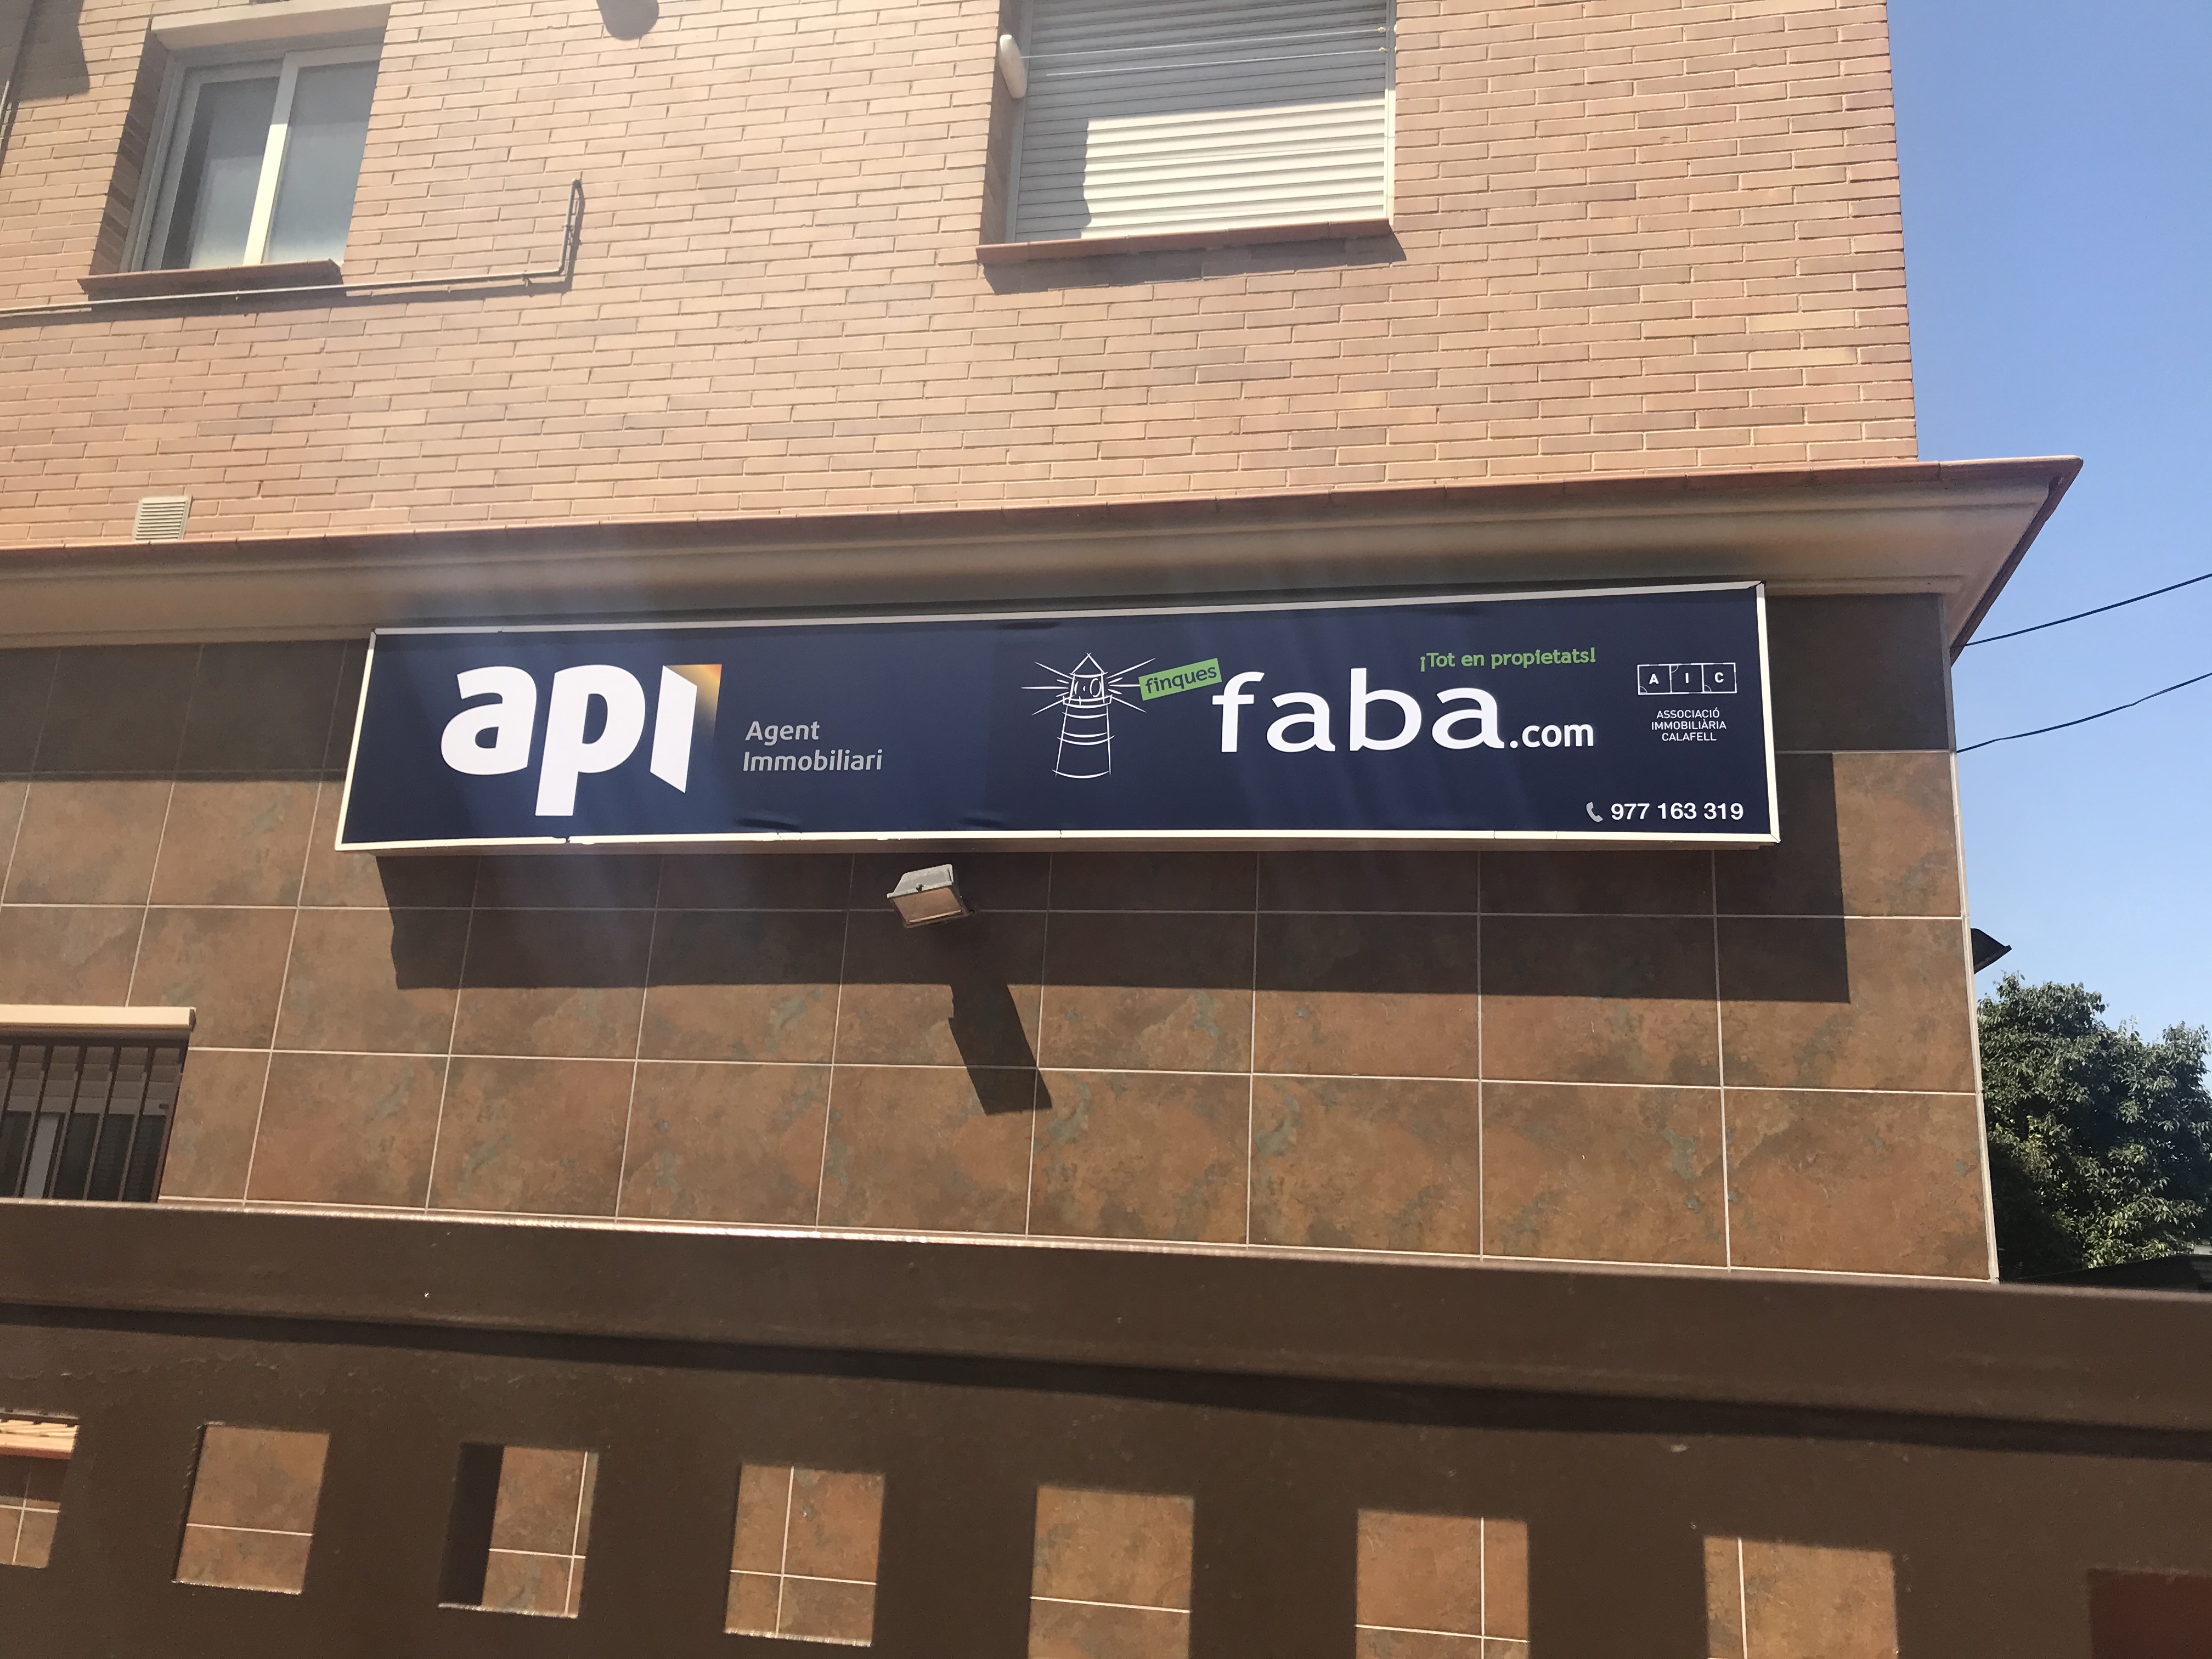 api
Agent
Immobiliari
finques
¡Tot en propietats!
faba.com
A I C
ASSOCIACIÓ
IMMOBILIÀRIA
CALAFELL
977 163 319